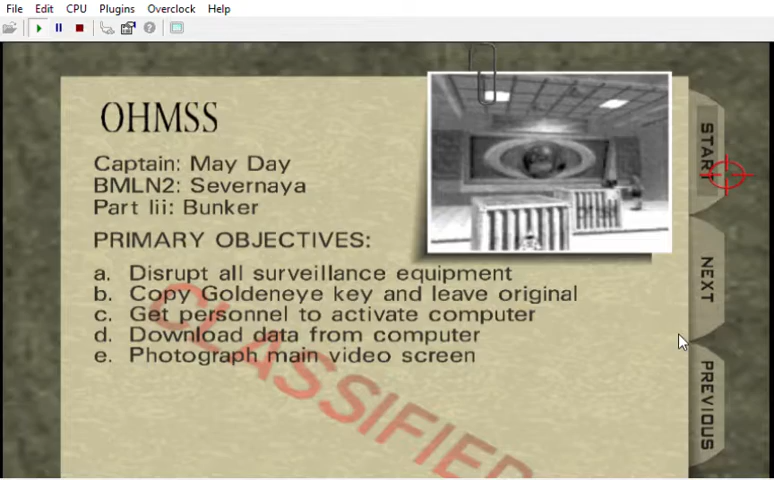 File Edit CPU Plugins Overclock Help
OHMSS
Captain: May Day
BMLN2: Severnaya
Part Iii: Bunker
PRIMARY OBJECTIVES:
a. Disrupt all surveillance equipment
b. Copy Goldeneye key and leave original
c. Get personnel to activate computer
d. Download data from computer
e. Photograph main video screen
CLASSIFIED
START
NEXT
PREVIOUS